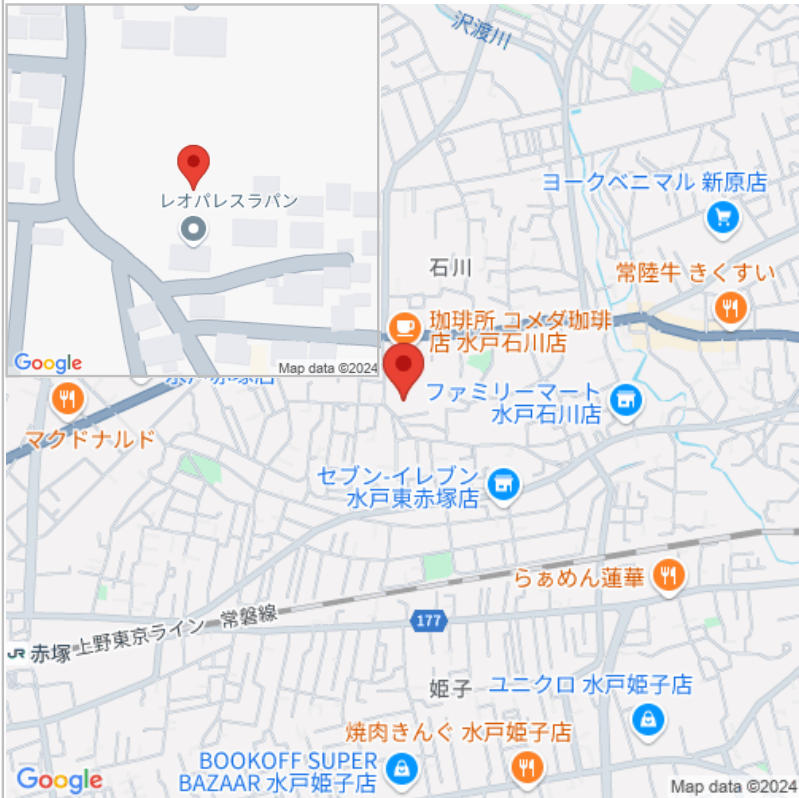 沢渡川
レオパレスラパン
Google
Map data ©2024
ヨークベニマル 新原店
石川
常陸牛 きくすい
珈琲所 コメダ珈琲
店 水戸石川店
水戸赤塚店
マクドナルド
ファミリーマート
水戸石川店
セブン-イレブン
水戸東赤塚店
らぁめん蓮華
JR 赤塚
上野東京ライン 常磐線
177
姫子
ユニクロ 水戸姫子店
焼肉きんぐ 水戸姫子店
BOOKOFF SUPER
BAZAAR 水戸姫子店
Google
Map data ©2024